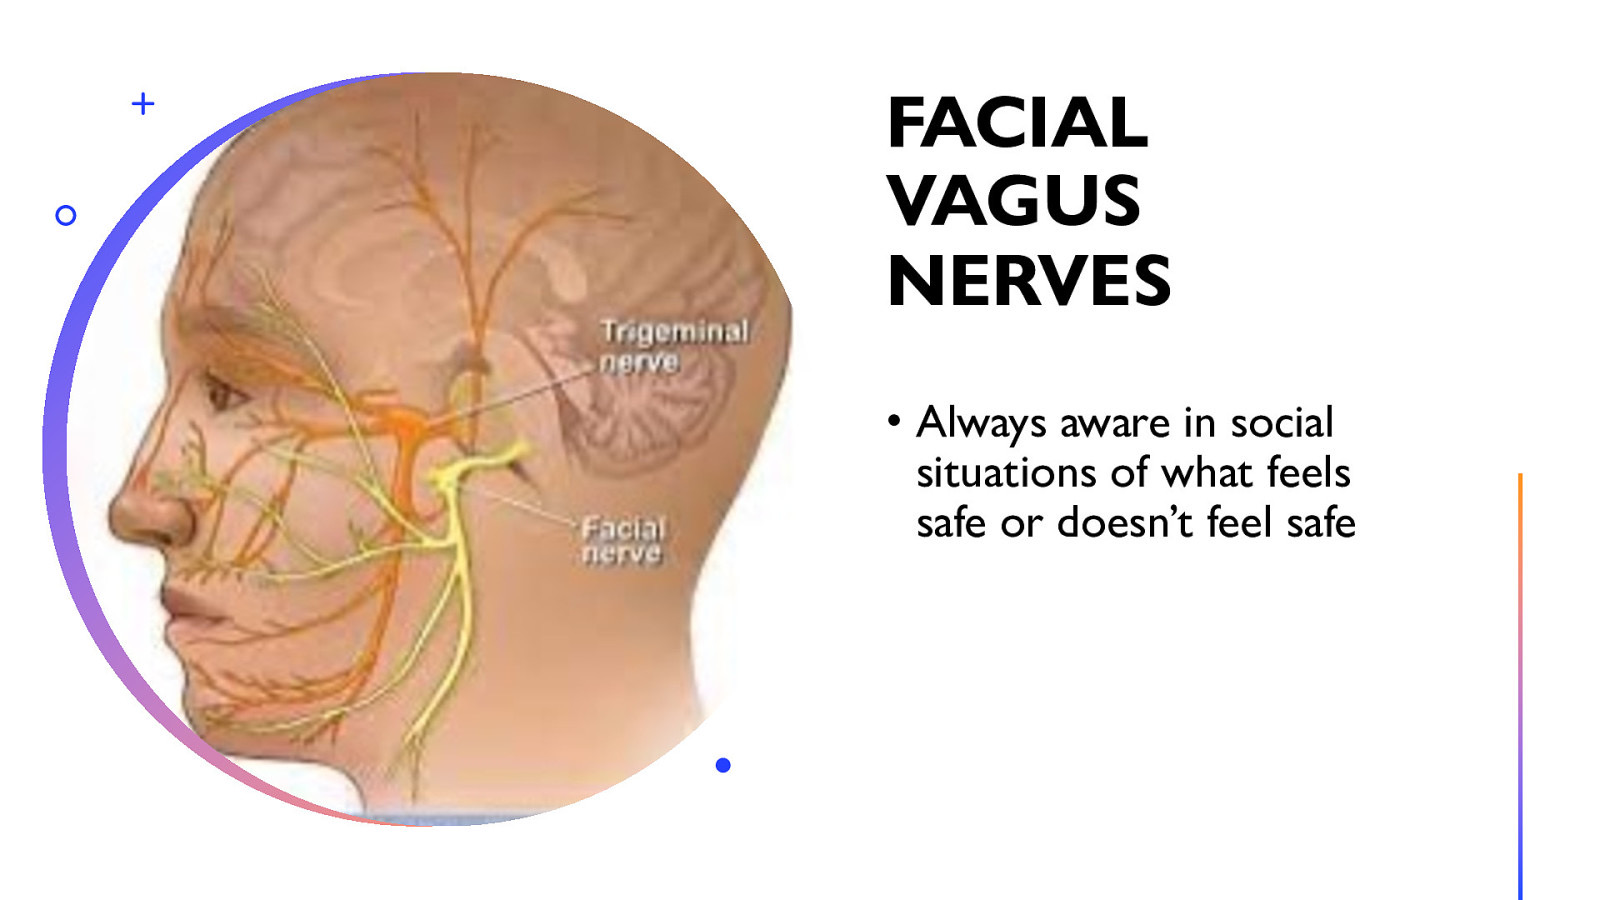 FACIAL
VAGUS
NERVES
Trigeminal
nerve
Facial
nerve
• Always aware in social
situations of what feels
safe or doesn’t feel safe